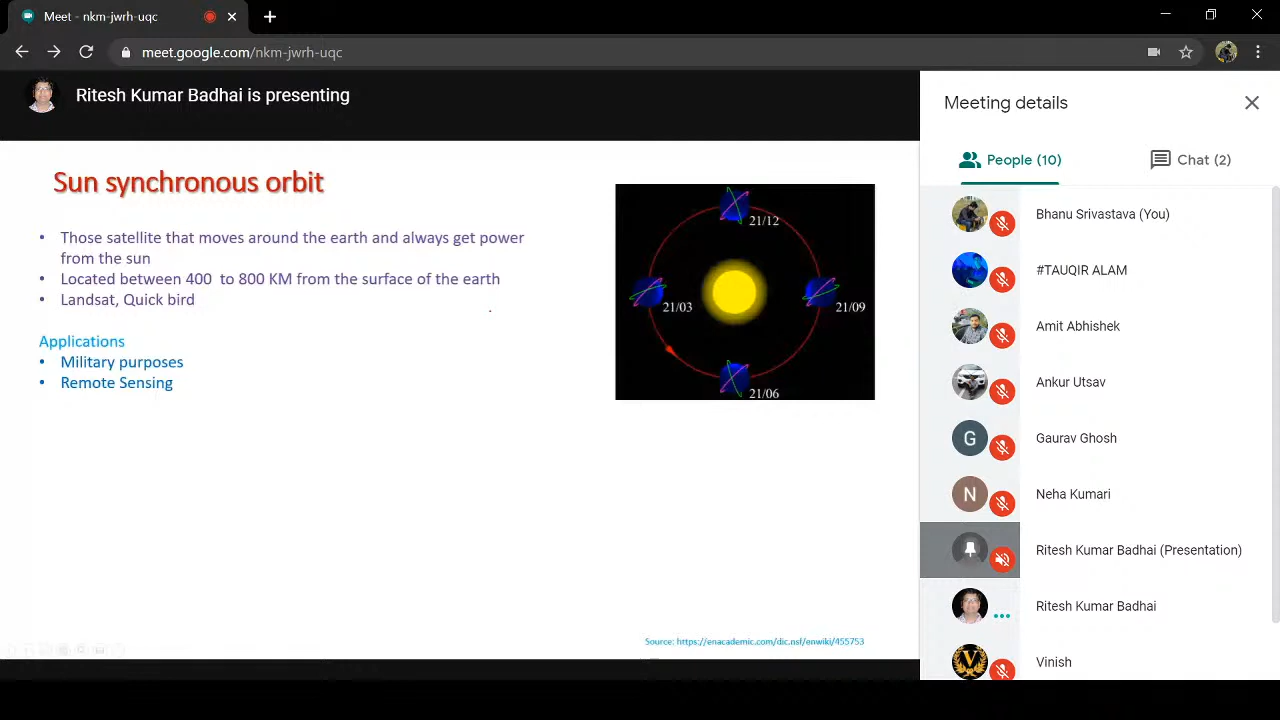 Meet - nkm-jwrh-uqc
meet.google.com/nkm-jwrh-uqc
Ritesh Kumar Badhai is presenting
Sun synchronous orbit
• Those satellite that moves around the earth and always get power
from the sun
• Located between 400 to 800 KM from the surface of the earth
• Landsat, Quick bird
Applications
• Military purposes
• Remote Sensing
21/12
21/03
21/09
21/06
Source: https://enacademic.com/dic.nsf/enwiki/455753
Meeting details
People (10)
Chat (2)
Bhanu Srivastava (You)
#TAUQIR ALAM
Amit Abhishek
Ankur Utsav
G
Gaurav Ghosh
N
Neha Kumari
Ritesh Kumar Badhai (Presentation)
Ritesh Kumar Badhai
V
Vinish